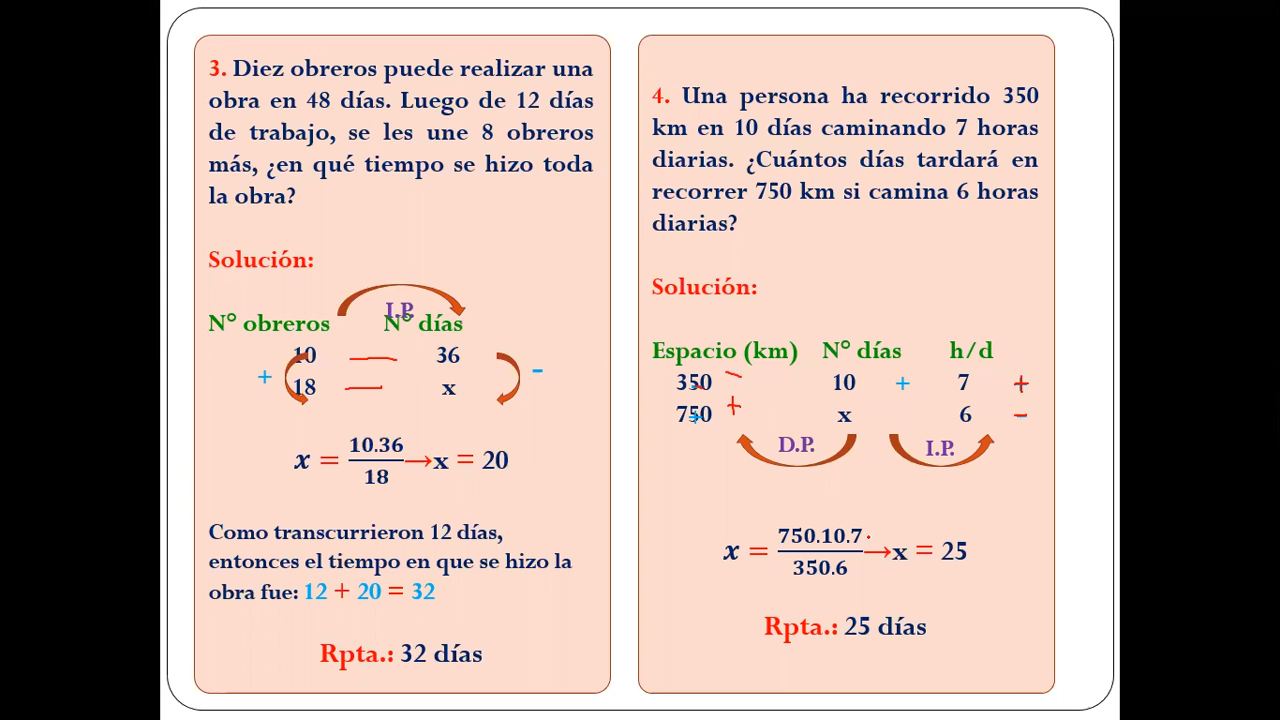 3. Diez obreros puede realizar una
obra en 48 días. Luego de 12 días
de trabajo, se les une 8 obreros
más, ¿en qué tiempo se hizo toda
la obra?
Solución:
I.P.
N° obreros N° días
10 36
+ -
18 x
x = 10.36/18 → x = 20
Como transcurrieron 12 días,
entonces el tiempo en que se hizo la
obra fue: 12 + 20 = 32
Rpta.: 32 días
4. Una persona ha recorrido 350
km en 10 días caminando 7 horas
diarias. ¿Cuántos días tardará en
recorrer 750 km si camina 6 horas
diarias?
Solución:
Espacio (km) N° días h/d
350 - 10 + 7 +
750 + x 6 -
D.P. I.P.
x = 750.10.7/350.6 → x = 25
Rpta.: 25 días